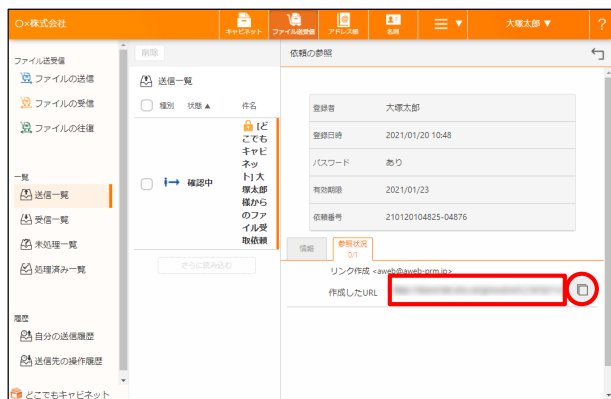 ○×株式会社
キャビネット
ファイル送受信
アドレス帳
名刺
大塚太郎 ▼
?
ファイル送受信
ファイルの送信
ファイルの受信
ファイルの往復
一覧
送信一覧
受信一覧
未処理一覧
処理済み一覧
履歴
自分の送信履歴
送信先の操作履歴
どこでもキャビネット
削除
送信一覧
種別 状態 ▲ 件名
確認中
[ど
こでも
キャビ
ネッ
ト] 大
塚太郎
様から
のファ
イル受
取依頼
さらに読み込む
依頼の参照
登録者 大塚太郎
登録日時 2021/01/20 10:48
パスワード あり
有効期限 2021/01/23
依頼番号 210120104825-04876
情報
参照状況
0/1
リンク作成 <aweb@aweb-prm.jp>
作成したURL